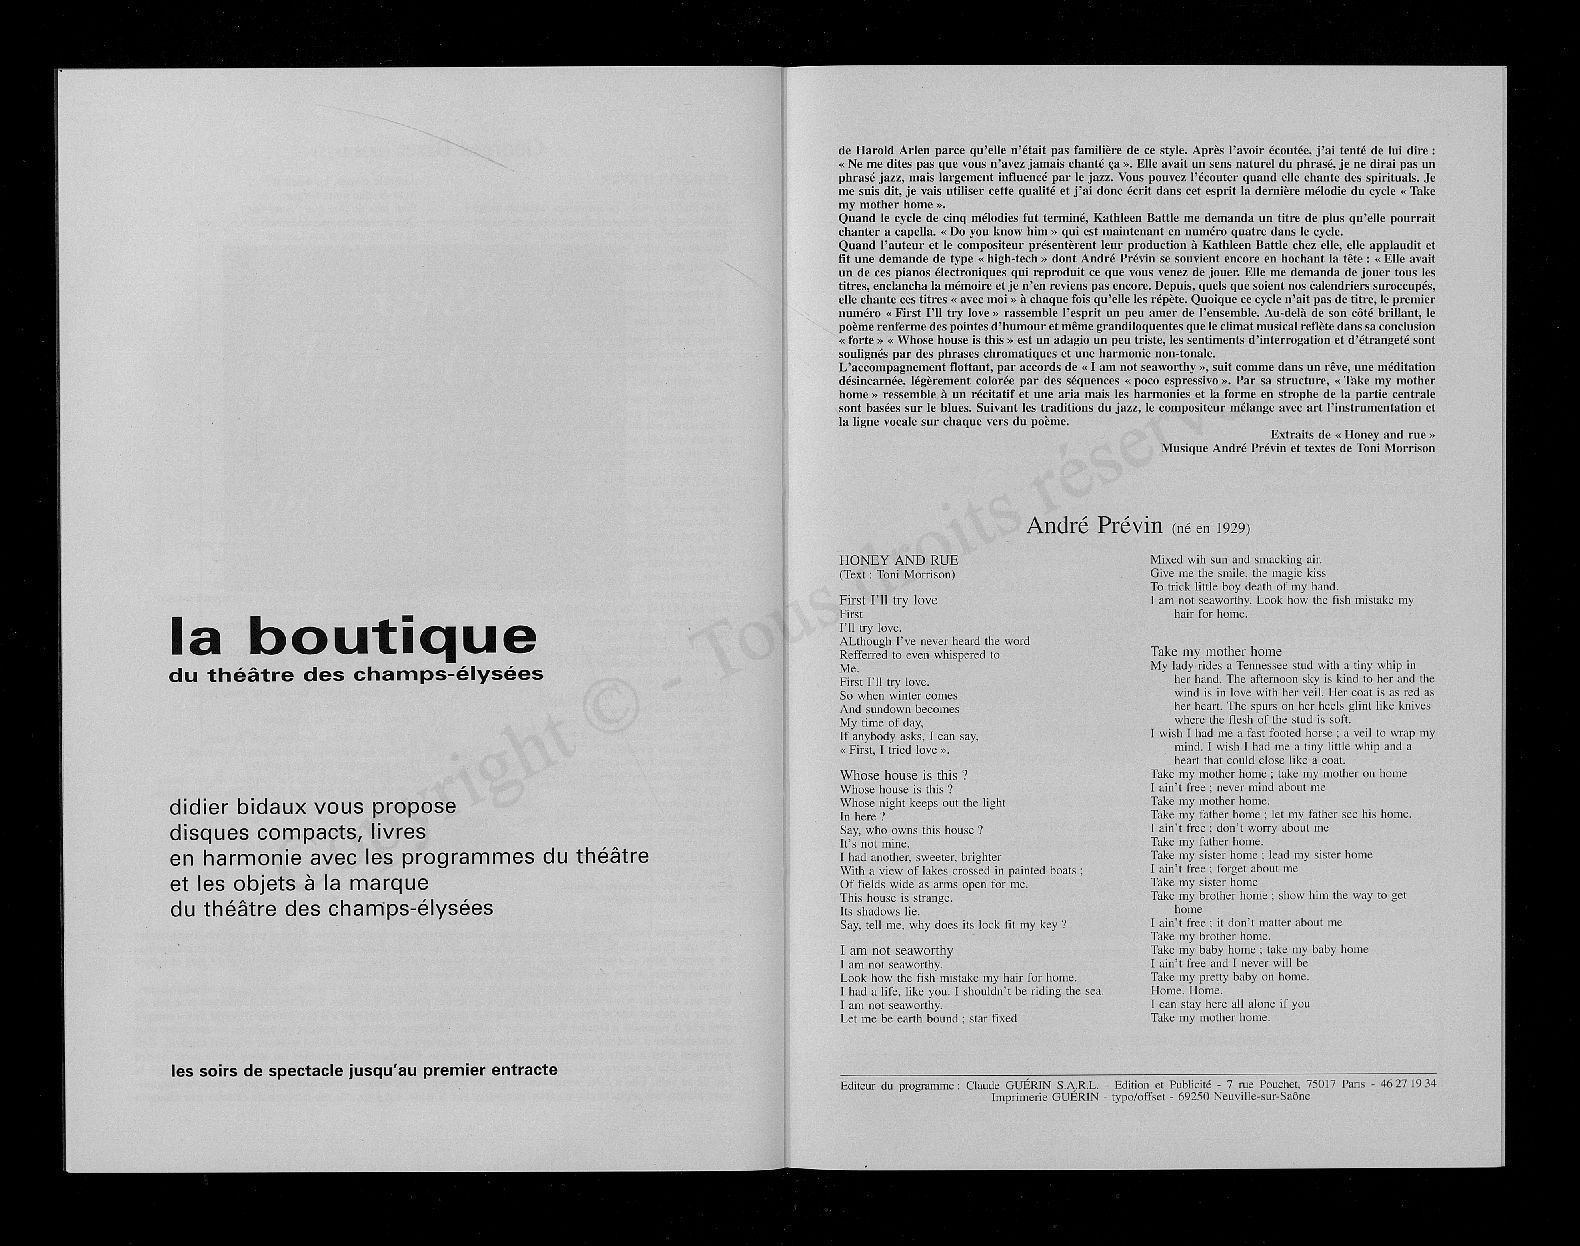 la boutique
du théâtre des champs-élysées
didier bidaux vous propose
disques compacts, livres
en harmonie avec les programmes du théâtre
et les objets à la marque
du théâtre des champs-élysées
les soirs de spectacle jusqu'au premier entracte
de Harold Arlen parce qu'elle n'était pas familière de ce style. Après l'avoir écoutée, j'ai tenté de lui dire :
« Ne me dites pas que vous n'avez jamais chanté ça ». Elle avait un sens naturel du phrasé, je ne dirai pas un
phrasé jazz, mais largement influencé par le jazz. Vous pouvez l'écouter quand elle chante des spirituals. Je
me suis dit, je vais utiliser cette qualité et j'ai donc écrit dans cet esprit la dernière mélodie du cycle « Take
my mother home ».
Quand le cycle de cinq mélodies fut terminé, Kathleen Battle me demanda un titre de plus qu'elle pourrait
chanter a capella. « Do you know him » qui est maintenant en numéro quatre dans le cycle.
Quand l'auteur et le compositeur présentèrent leur production à Kathleen Battle chez elle, elle applaudit et
fit une demande de type « high-tech » dont André Prévin se souvient encore en hochant la tête : « Elle avait
un de ces pianos électroniques qui reproduit ce que vous venez de jouer. Elle me demanda de jouer tous les
titres, enclancha la mémoire et je n'en reviens pas encore. Depuis, quels que soient nos calendriers suroccupés,
elle chante ces titres « avec moi » à chaque fois qu'elle les répète. Quoique ce cycle n'ait pas de titre, le premier
numéro « First I'll try love » rassemble l'esprit un peu amer de l'ensemble. Au-delà de son côté brillant, le
poème renferme des pointes d'humour et même grandiloquentes que le climat musical reflète dans sa conclusion
« forte » « Whose house is this » est un adagio un peu triste, les sentiments d'interrogation et d'étrangeté sont
soulignés par des phrases chromatiques et une harmonie non-tonale.
L'accompagnement flottant, par accords de « I am not seaworthy », suit comme dans un rêve, une méditation
désincarnée, légèrement colorée par des séquences « poco espressivo ». Par sa structure, « Take my mother
home » ressemble à un récitatif et une aria mais les harmonies et la forme en strophe de la partie centrale
sont basées sur le blues. Suivant les traditions du jazz, le compositeur mélange avec art l'instrumentation et
la ligne vocale sur chaque vers du poème.
Extraits de « Honey and rue »
Musique André Prévin et textes de Toni Morrison
André Prévin (né en 1929)
HONEY AND RUE
(Text : Toni Morrison)
First I'll try love
First
I'll try love.
ALthough I've never heard the word
Refferred to even whispered to
Me.
First I'll try love.
So when winter comes
And sundown becomes
My time of day,
If anybody asks, I can say,
« First, I tried love ».
Whose house is this ?
Whose house is this ?
Whose night keeps out the light
In here ?
Say, who owns this house ?
It's not mine.
I had another, sweeter, brighter
With a view of lakes crossed in painted boats ;
Of fields wide as arms open for me.
This house is strange.
Its shadows lie.
Say, tell me, why does its lock fit my key ?
I am not seaworthy
I am not seaworthy.
Look how the fish mistake my hair for home.
I had a life, like you. I shouldn't be riding the sea.
I am not seaworthy.
Let me be earth bound ; star fixed
Mixed wih sun and smacking air.
Give me the smile, the magic kiss
To trick little boy death of my hand.
I am not seaworthy. Look how the fish mistake my
hair for home.
Take my mother home
My lady rides a Tennessee stud with a tiny whip in
her hand. The afternoon sky is kind to her and the
wind is in love with her veil. Her coat is as red as
her heart. The spurs on her heels glint like knives
where the flesh of the stud is soft.
I wish I had me a fast footed horse ; a veil to wrap my
mind. I wish I had me a tiny little whip and a
heart that could close like a coat.
Take my mother home ; take my mother on home
I ain't free ; never mind about me
Take my mother home.
Take my father home ; let my father see his home.
I ain't free ; don't worry about me
Take my father home.
Take my sister home ; lead my sister home
I ain't free ; forget about me
Take my sister home
Take my brother home ; show him the way to get
home
I ain't free ; it don't matter about me
Take my brother home.
Take my baby home ; take my baby home
I ain't free and I never will be
Take my pretty baby on home.
Home. Home.
I can stay here all alone if you
Take my mother home.
Editeur du programme : Claude GUÉRIN S.A.R.L. - Edition et Publicité - 7 rue Pouchet, 75017 Paris - 46 27 19 34
Imprimerie GUÉRIN - typo/offset - 69250 Neuville-sur-Saône